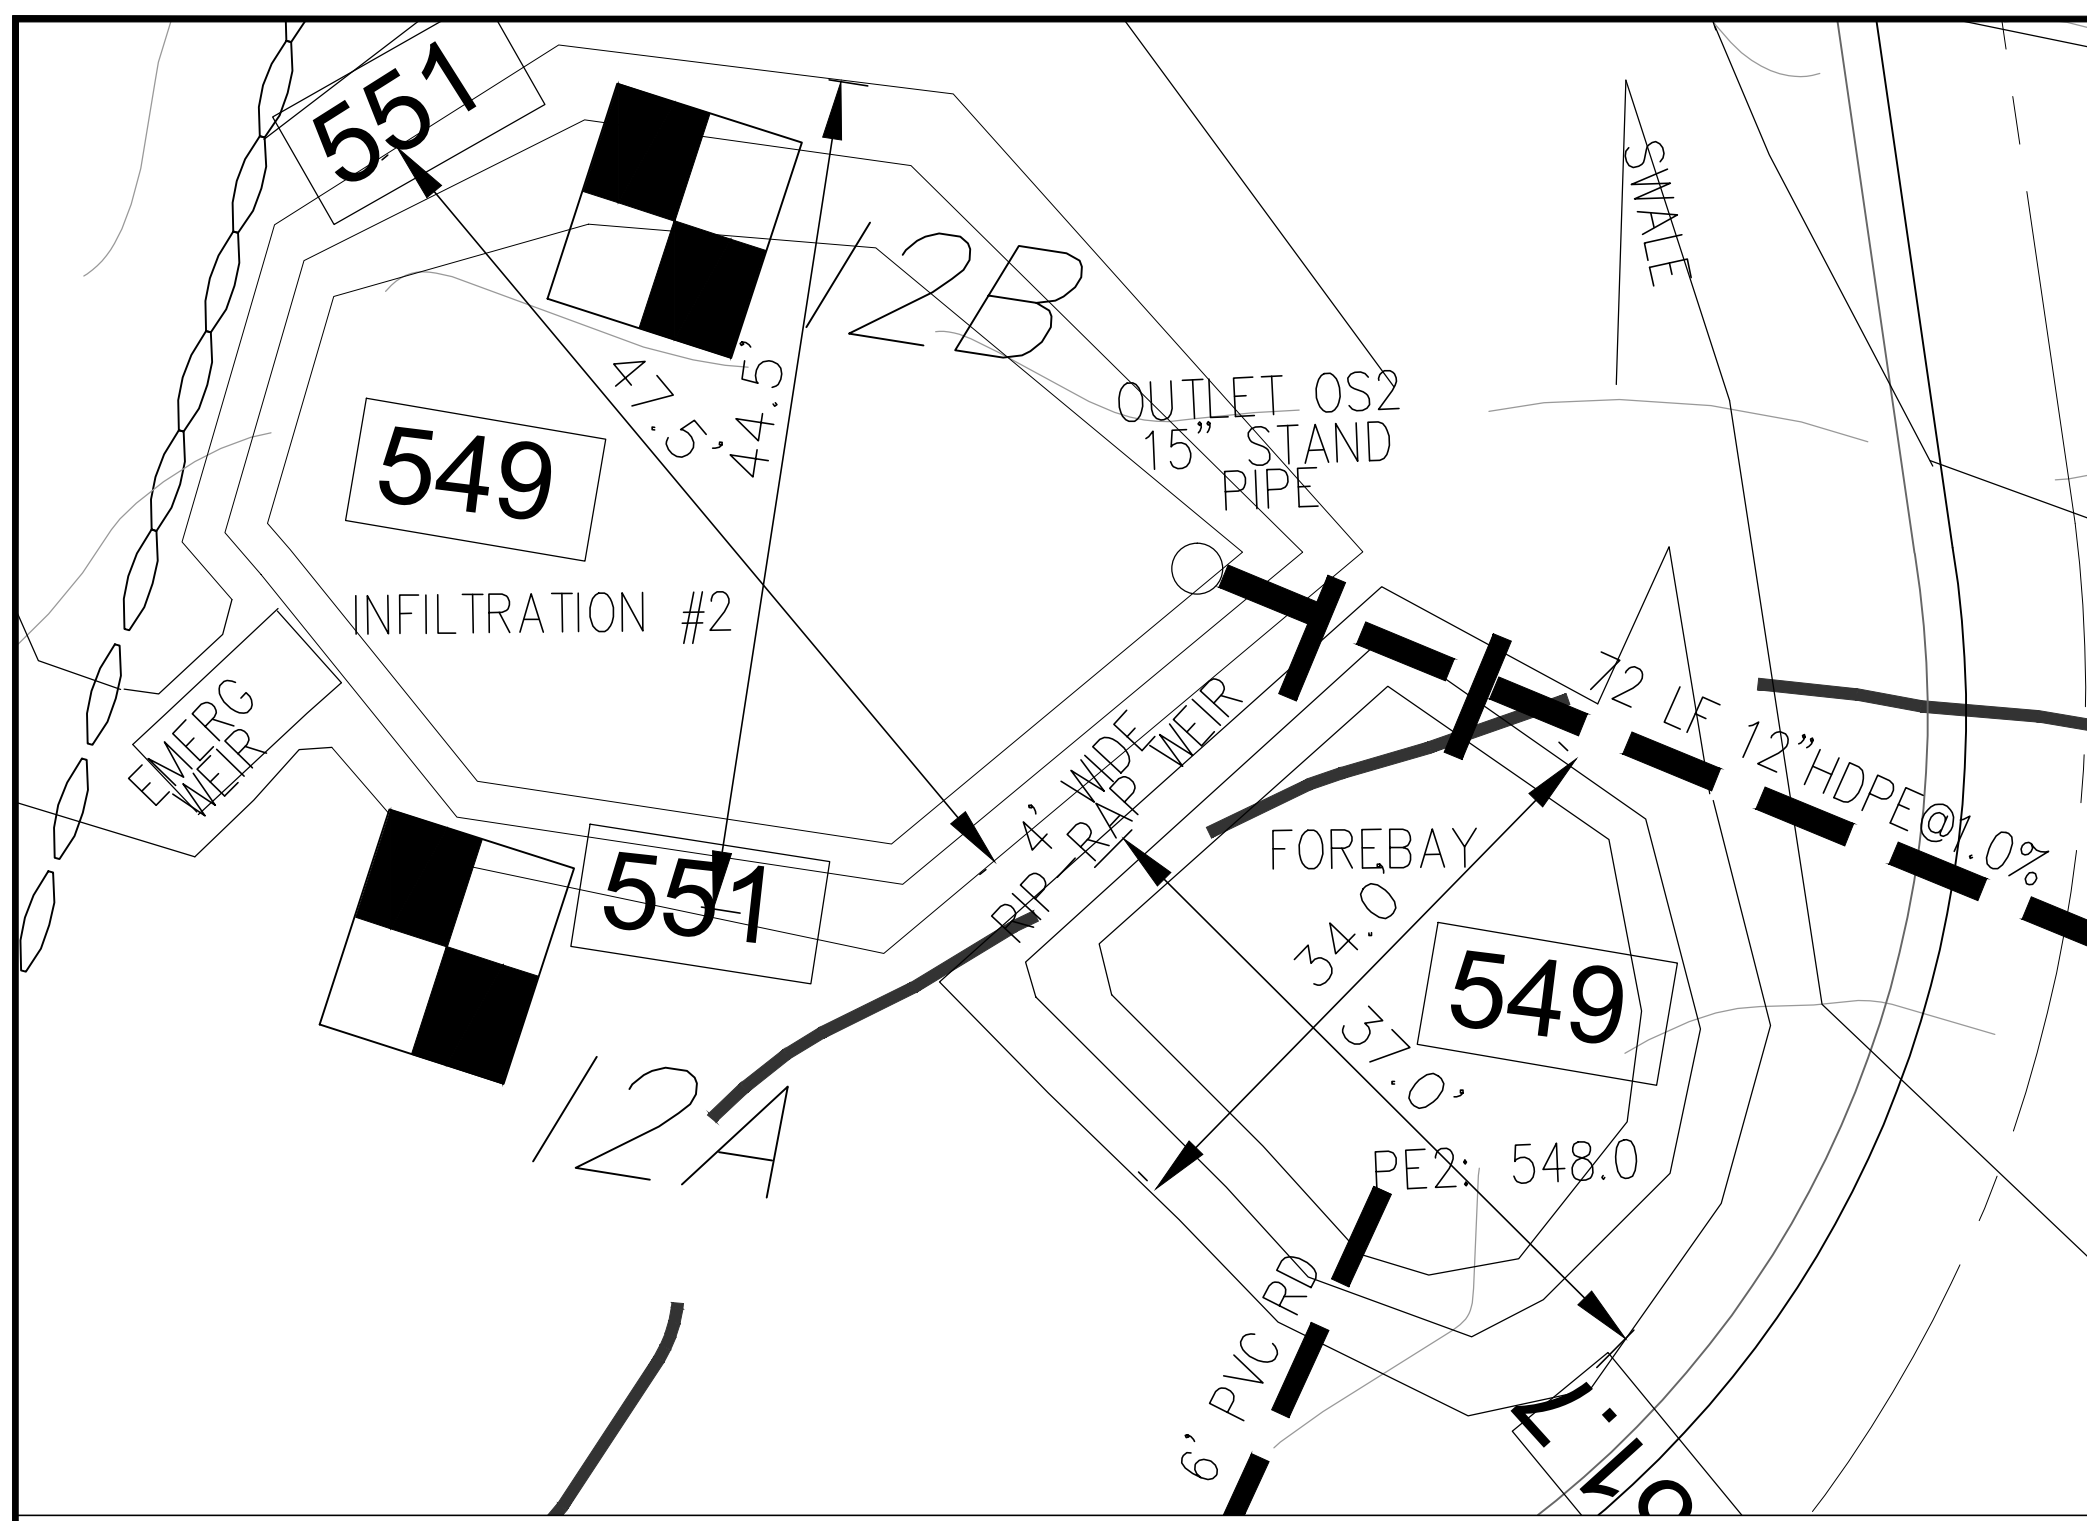 551
12B
SWALE
47.5'
44.5'
OUTLET OS2
15" STAND
PIPE
549
INFILTRATION #2
EMERG
WEIR
4' WIDE
RIP RAP WEIR
72 LF 12"HDPE@1.0%
FOREBAY
551
34.0'
549
37.0'
12A
PE2: 548.0
6' PVC RD